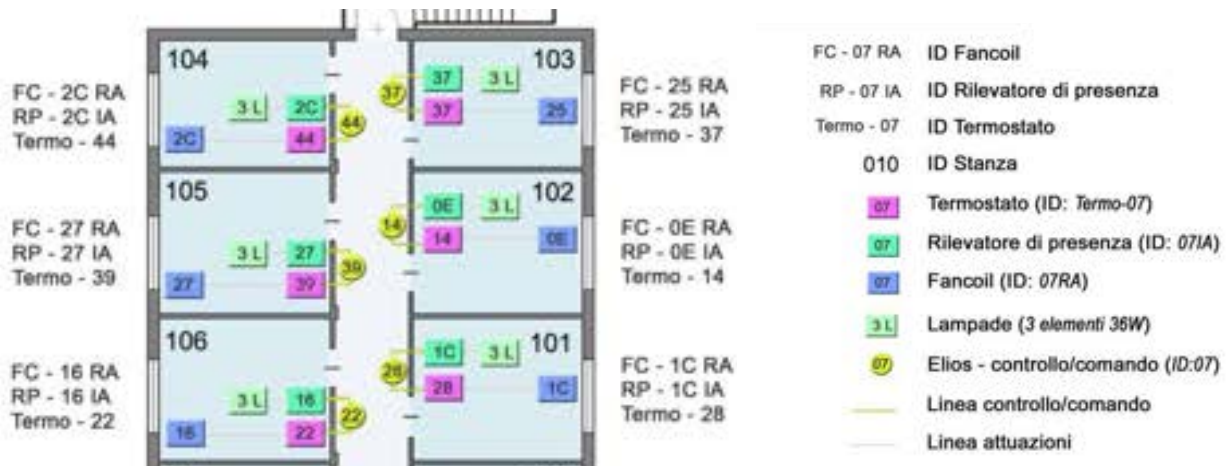 104
FC - 2C RA
RP - 2C IA
Termo - 44
3 L
2C
2C
44
44
103
37
37
3 L
37
25
FC - 25 RA
RP - 25 IA
Termo - 37
105
FC - 27 RA
RP - 27 IA
Termo - 39
3 L
27
27
39
39
102
0E
3 L
14
14
0E
FC - 0E RA
RP - 0E IA
Termo - 14
106
FC - 16 RA
RP - 16 IA
Termo - 22
3 L
16
16
22
22
101
1C
3 L
28
28
1C
FC - 1C RA
RP - 1C IA
Termo - 28
FC - 07 RA ID Fancoil
RP - 07 IA ID Rilevatore di presenza
Termo - 07 ID Termostato
010 ID Stanza
07 Termostato (ID: Termo-07)
07 Rilevatore di presenza (ID: 07IA)
07 Fancoil (ID: 07RA)
3 L Lampade (3 elementi 36W)
07 Elios - controllo/comando (ID:07)
Linea controllo/comando
Linea attuazioni